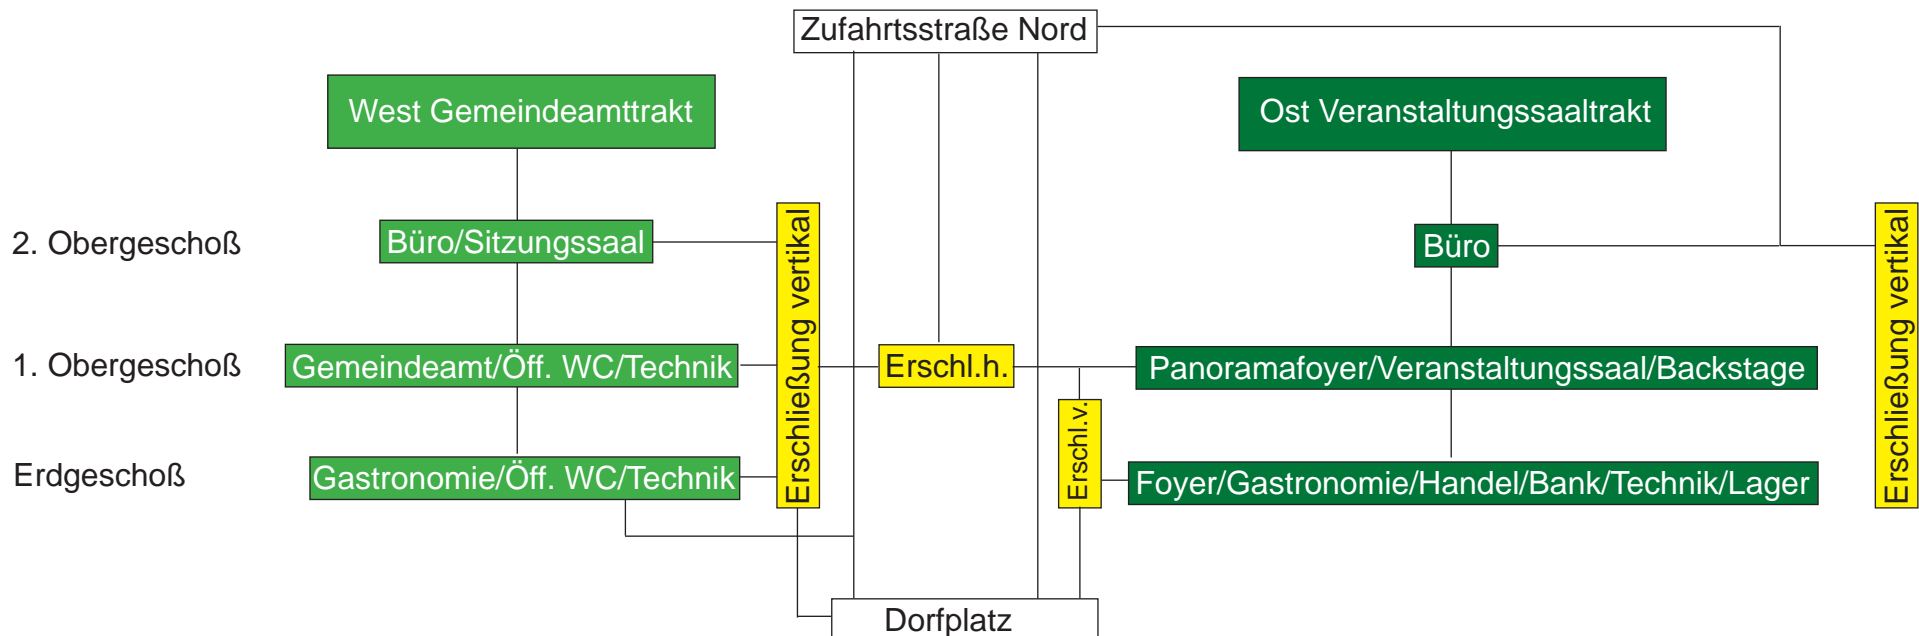 Zufahrtsstraße Nord
West Gemeindeamttrakt
Ost Veranstaltungssaaltrakt
2. Obergeschoß
Büro/Sitzungssaal
Erschließung vertikal
Büro
Erschließung vertikal
1. Obergeschoß
Gemeindeamt/Öff. WC/Technik
Erschl.h.
Panoramafoyer/Veranstaltungssaal/Backstage
Erschl.v.
Erdgeschoß
Gastronomie/Öff. WC/Technik
Foyer/Gastronomie/Handel/Bank/Technik/Lager
Dorfplatz